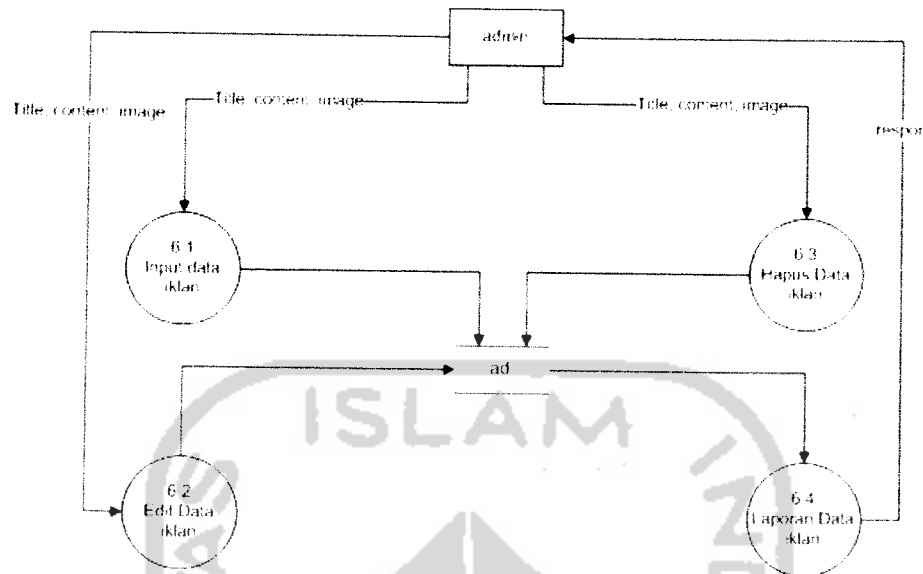 admin
Title, content, image
Title, content, image
Title, content, image
respon
6.1
Input data
iklan
6.3
Hapus Data
iklan
ad
ISLAM
6.2
Edit Data
iklan
6.4
Laporan Data
iklan